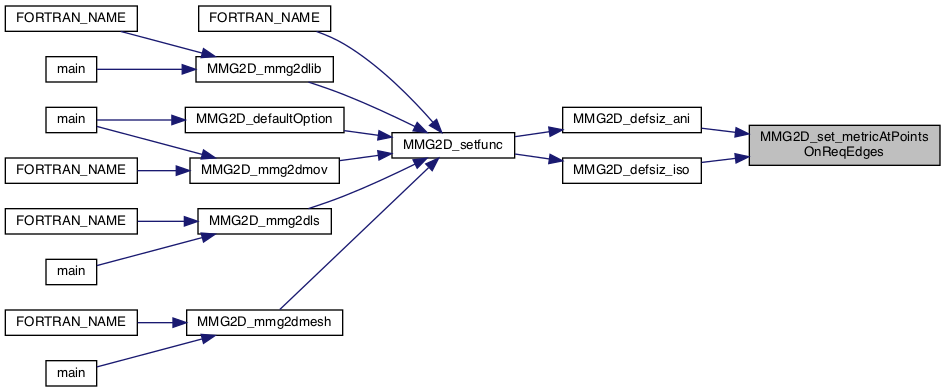 FORTRAN_NAME
FORTRAN_NAME
main
MMG2D_mmg2dlib
main
MMG2D_defaultOption
MMG2D_defsiz_ani
MMG2D_setfunc
MMG2D_set_metricAtPoints
OnReqEdges
FORTRAN_NAME
MMG2D_mmg2dmov
MMG2D_defsiz_iso
FORTRAN_NAME
MMG2D_mmg2dls
main
FORTRAN_NAME
MMG2D_mmg2dmesh
main